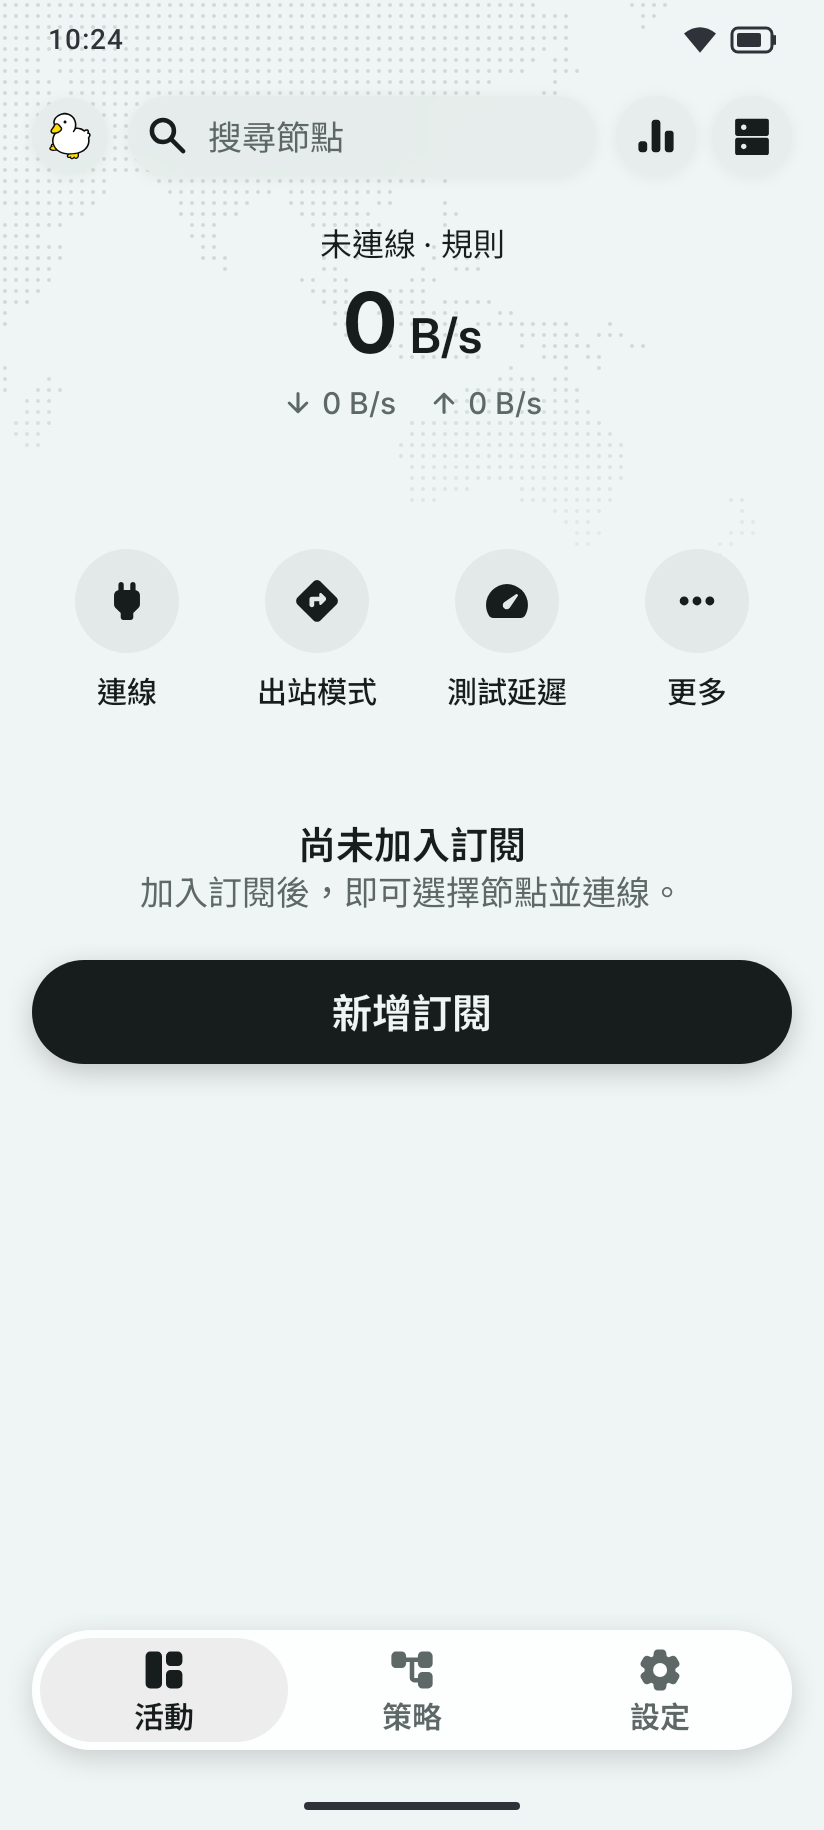 10:24
搜尋節點
未連線 · 規則
0 B/s
↓ 0 B/s ↑ 0 B/s
連線 出站模式 測試延遲 更多
尚未加入訂閱
加入訂閱後，即可選擇節點並連線。
新增訂閱
活動 策略 設定